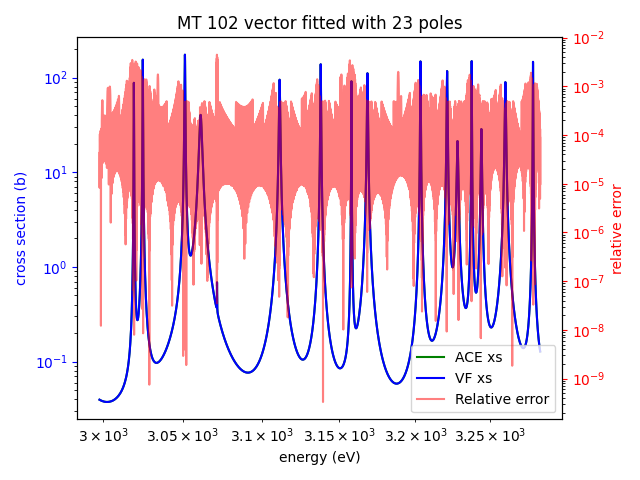 MT 102 vector fitted with 23 poles
10²
10¹
10⁰
10⁻¹
cross section (b)
10⁻²
10⁻³
10⁻⁴
10⁻⁵
10⁻⁶
10⁻⁷
10⁻⁸
10⁻⁹
relative error
ACE xs
VF xs
Relative error
3 × 10³ 3.05 × 10³ 3.1 × 10³ 3.15 × 10³ 3.2 × 10³ 3.25 × 10³
energy (eV)